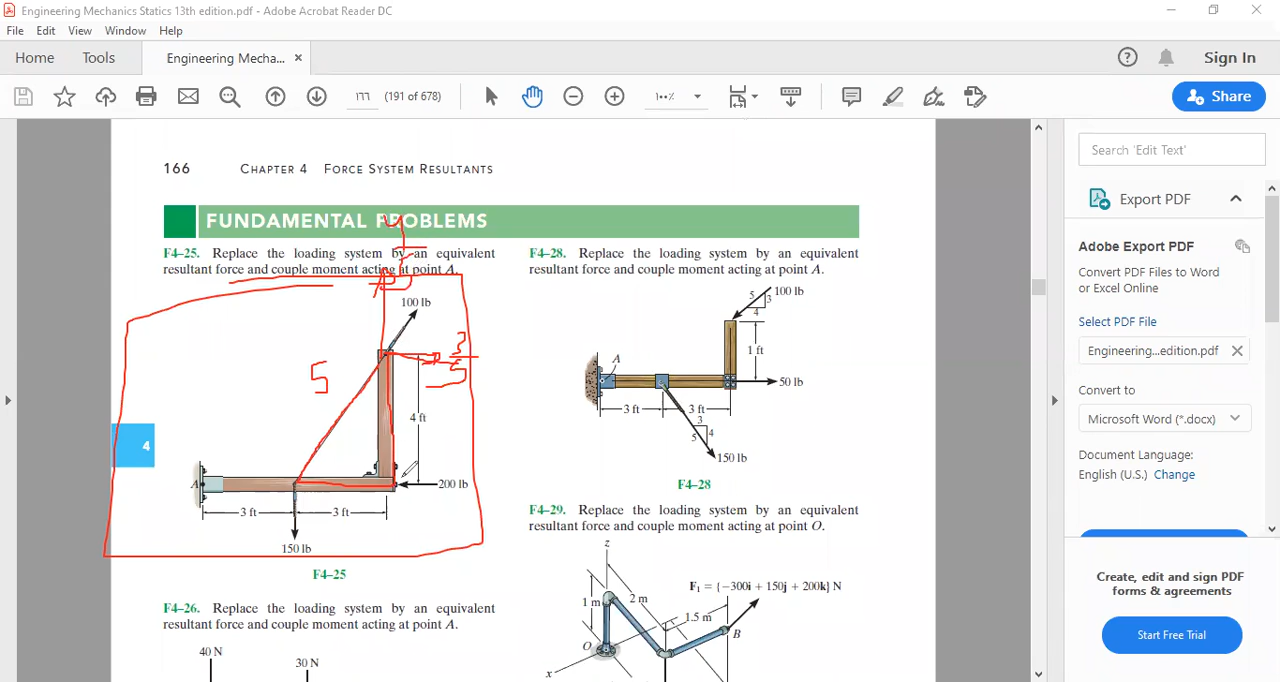 Engineering Mechanics Statics 13th edition.pdf - Adobe Acrobat Reader DC
File Edit View Window Help
Home Tools Engineering Mecha... × Sign In
١٦٦ (191 of 678) ١٠٠٪ Share
166 CHAPTER 4 FORCE SYSTEM RESULTANTS
FUNDAMENTAL PROBLEMS
F4–25. Replace the loading system by an equivalent
resultant force and couple moment acting at point A.
100 lb
4
5
3
5
5
4 ft
A
200 lb
3 ft 3 ft
150 lb
F4–25
4
F4–26. Replace the loading system by an equivalent
resultant force and couple moment acting at point A.
40 N
30 N
F4–28. Replace the loading system by an equivalent
resultant force and couple moment acting at point A.
100 lb
5 3
4
1 ft
A
50 lb
3 ft 3 ft
3
5 4
150 lb
F4–28
F4–29. Replace the loading system by an equivalent
resultant force and couple moment acting at point O.
z
F₁ = {−300i + 150j + 200k} N
1 m 2 m
1.5 m
B
O
x
Search 'Edit Text'
Export PDF
Adobe Export PDF
Convert PDF Files to Word
or Excel Online
Select PDF File
Engineering...edition.pdf
Convert to
Microsoft Word (*.docx)
Document Language:
English (U.S.) Change
Create, edit and sign PDF
forms & agreements
Start Free Trial